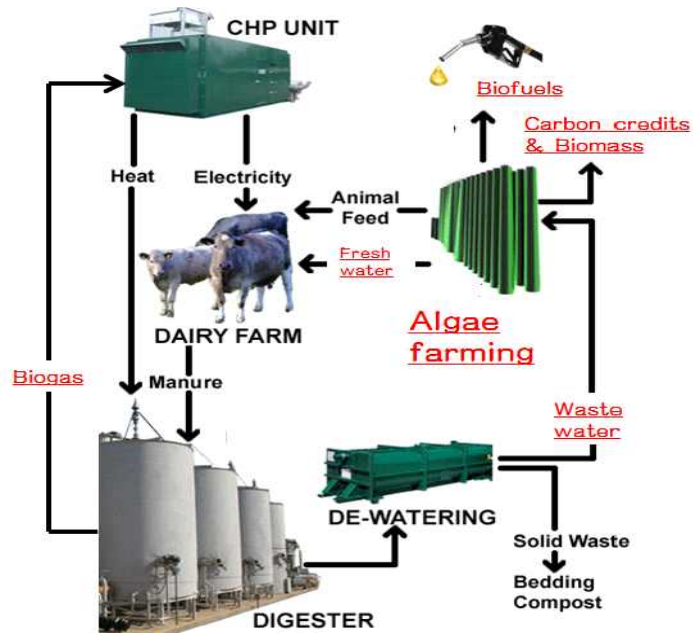 CHP UNIT
Biofuels
Carbon credits
& Biomass
Heat
Electricity
Animal
Feed
Fresh
water
DAIRY FARM
Algae
farming
Biogas
Manure
Waste
water
DE-WATERING
Solid Waste
Bedding
Compost
DIGESTER